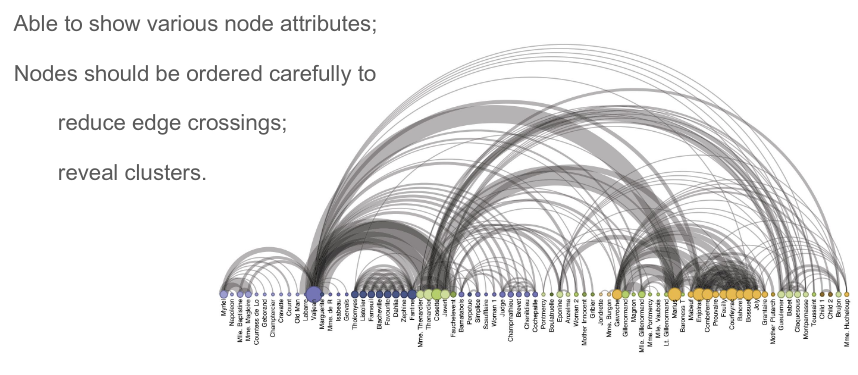 Able to show various node attributes;
Nodes should be ordered carefully to
reduce edge crossings;
reveal clusters.
Myriel
Napoleon
Mlle. Baptistine
Mme. Magloire
Countess de Lo
Geborand
Champtercier
Cravatte
Count
Old Man
Labarre
Valjean
Marguerite
Mme. de R
Isabeau
Gervais
Tholomyes
Listolier
Fameuil
Blacheville
Favourite
Dahlia
Zephine
Fantine
Mme. Thenardier
Thenardier
Cosette
Javert
Fauchelevent
Bamatabois
Perpetue
Simplice
Scaufflaire
Woman 1
Judge
Champmathieu
Brevet
Chenildieu
Cochepaille
Pontmercy
Boulatruelle
Eponine
Anzelma
Woman 2
Mother Innocent
Gribier
Jondrette
Mme. Burgon
Gavroche
Gillenormand
Magnon
Mlle. Gillenormand
Mme. Pontmercy
Mlle. Vaubois
Lt. Gillenormand
Marius
Baroness T
Mabeuf
Enjolras
Combeferre
Prouvaire
Feuilly
Courfeyrac
Bahorel
Bossuet
Joly
Grantaire
Mother Plutarch
Gueulemer
Babet
Claquesous
Montparnasse
Toussaint
Child 1
Child 2
Brujon
Mme. Hucheloup